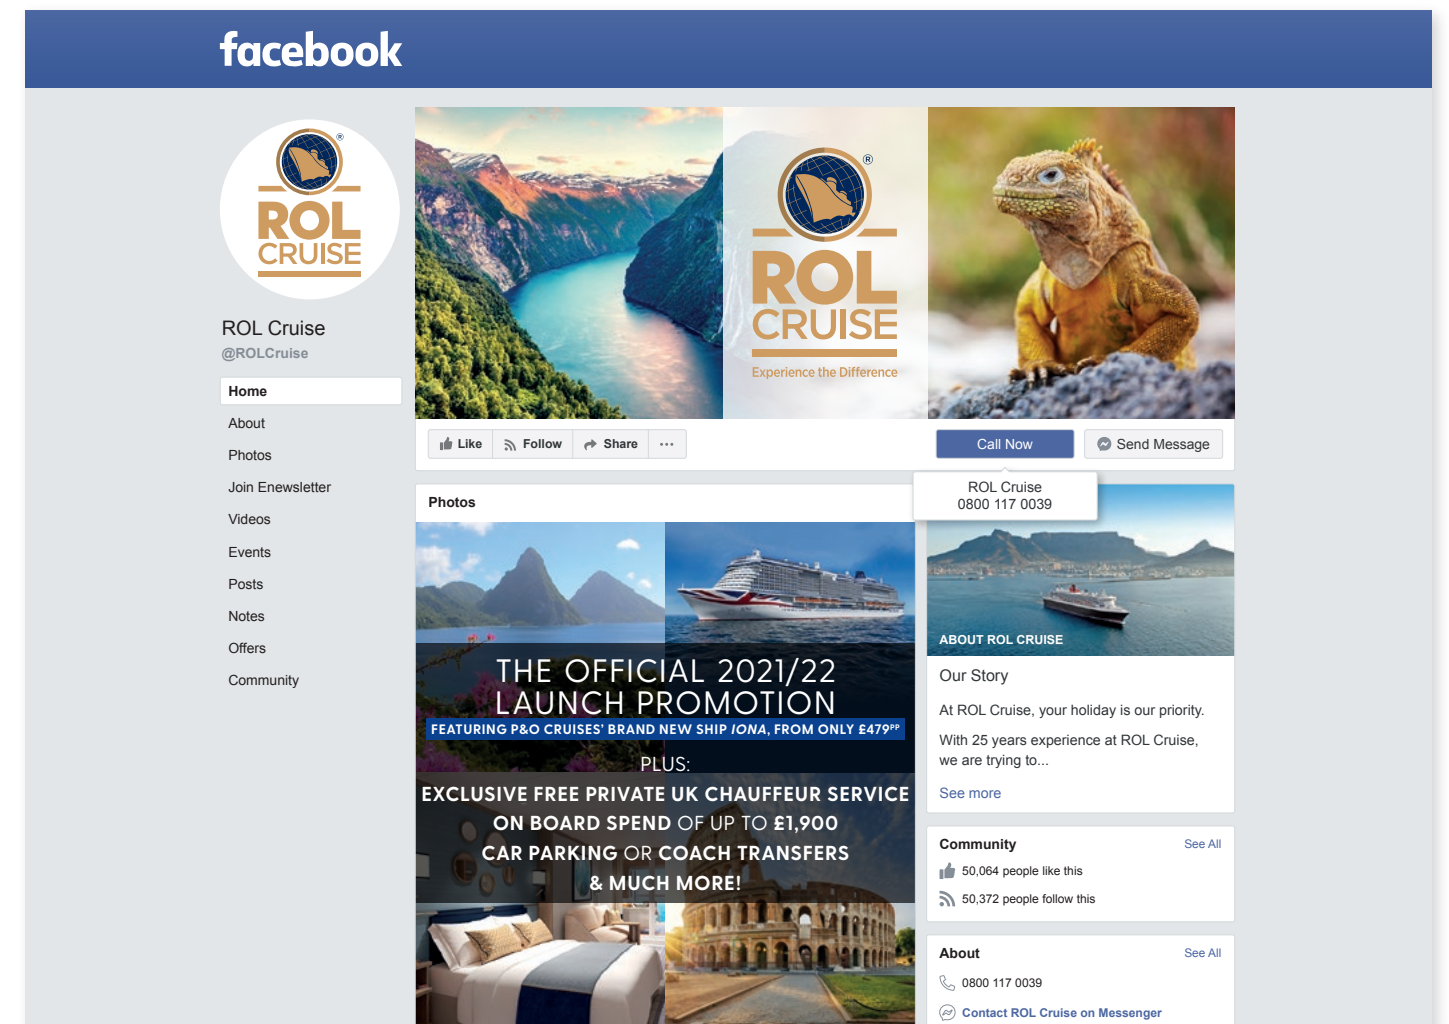 facebook
®
ROL
CRUISE
ROL Cruise
@ROLCruise
Home
About
Photos
Join Enewsletter
Videos
Events
Posts
Notes
Offers
Community
®
ROL
CRUISE
Experience the Difference
Like
Follow
Share
Call Now
Send Message
ROL Cruise
0800 117 0039
Photos
THE OFFICIAL 2021/22
LAUNCH PROMOTION
FEATURING P&O CRUISES' BRAND NEW SHIP IONA, FROM ONLY £479PP
PLUS:
EXCLUSIVE FREE PRIVATE UK CHAUFFEUR SERVICE
ON BOARD SPEND OF UP TO £1,900
CAR PARKING OR COACH TRANSFERS
& MUCH MORE!
ABOUT ROL CRUISE
Our Story
At ROL Cruise, your holiday is our priority.
With 25 years experience at ROL Cruise,
we are trying to...
See more
Community
See All
50,064 people like this
50,372 people follow this
About
See All
0800 117 0039
Contact ROL Cruise on Messenger